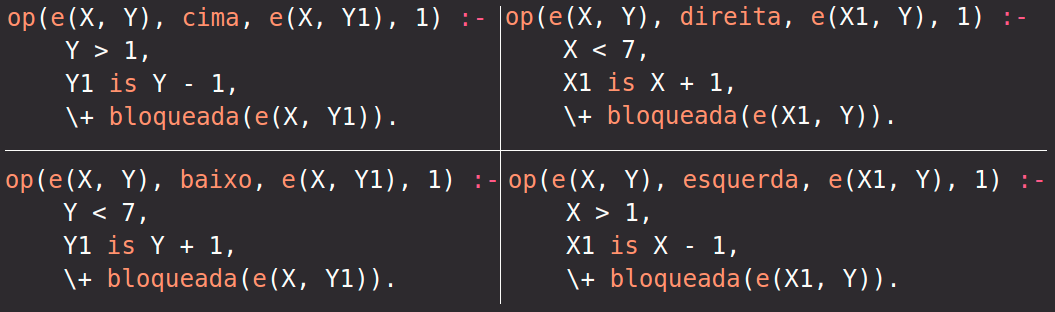 op(e(X, Y), cima, e(X, Y1), 1) :-
    Y > 1,
    Y1 is Y - 1,
    \+ bloqueada(e(X, Y1)).
op(e(X, Y), direita, e(X1, Y), 1) :-
    X < 7,
    X1 is X + 1,
    \+ bloqueada(e(X1, Y)).
op(e(X, Y), baixo, e(X, Y1), 1) :-
    Y < 7,
    Y1 is Y + 1,
    \+ bloqueada(e(X, Y1)).
op(e(X, Y), esquerda, e(X1, Y), 1) :-
    X > 1,
    X1 is X - 1,
    \+ bloqueada(e(X1, Y)).